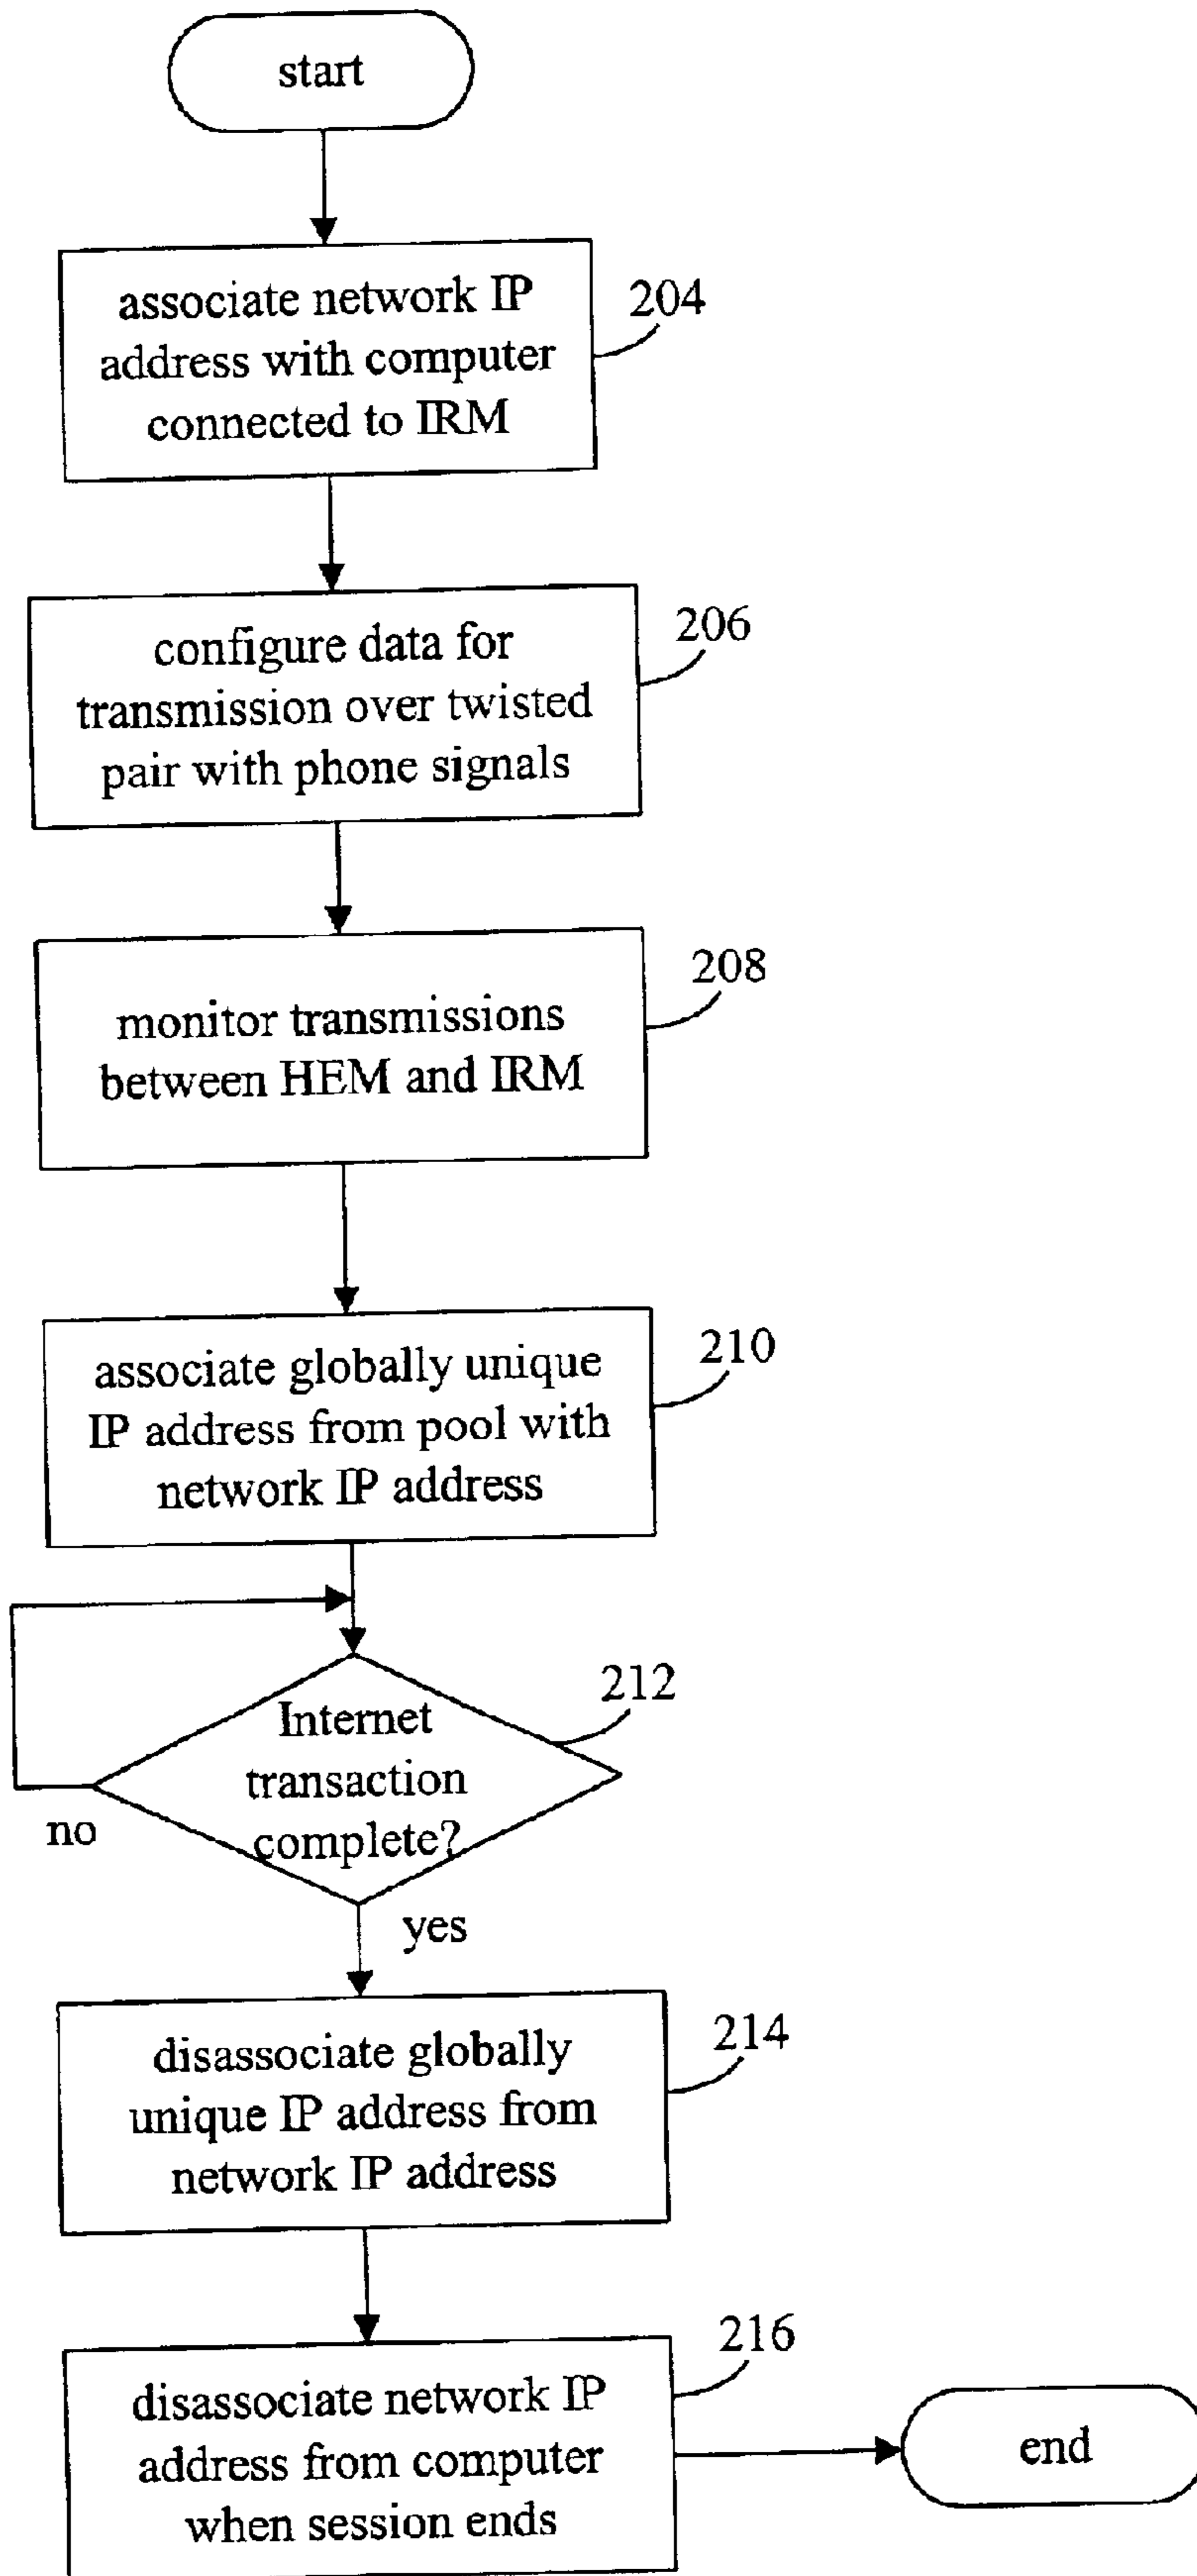 start
associate network IP
address with computer
connected to IRM
204
configure data for
transmission over twisted
pair with phone signals
206
monitor transmissions
between HEM and IRM
208
associate globally unique
IP address from pool with
network IP address
210
Internet
transaction
complete?
212
no
yes
disassociate globally
unique IP address from
network IP address
214
disassociate network IP
address from computer
when session ends
216
end